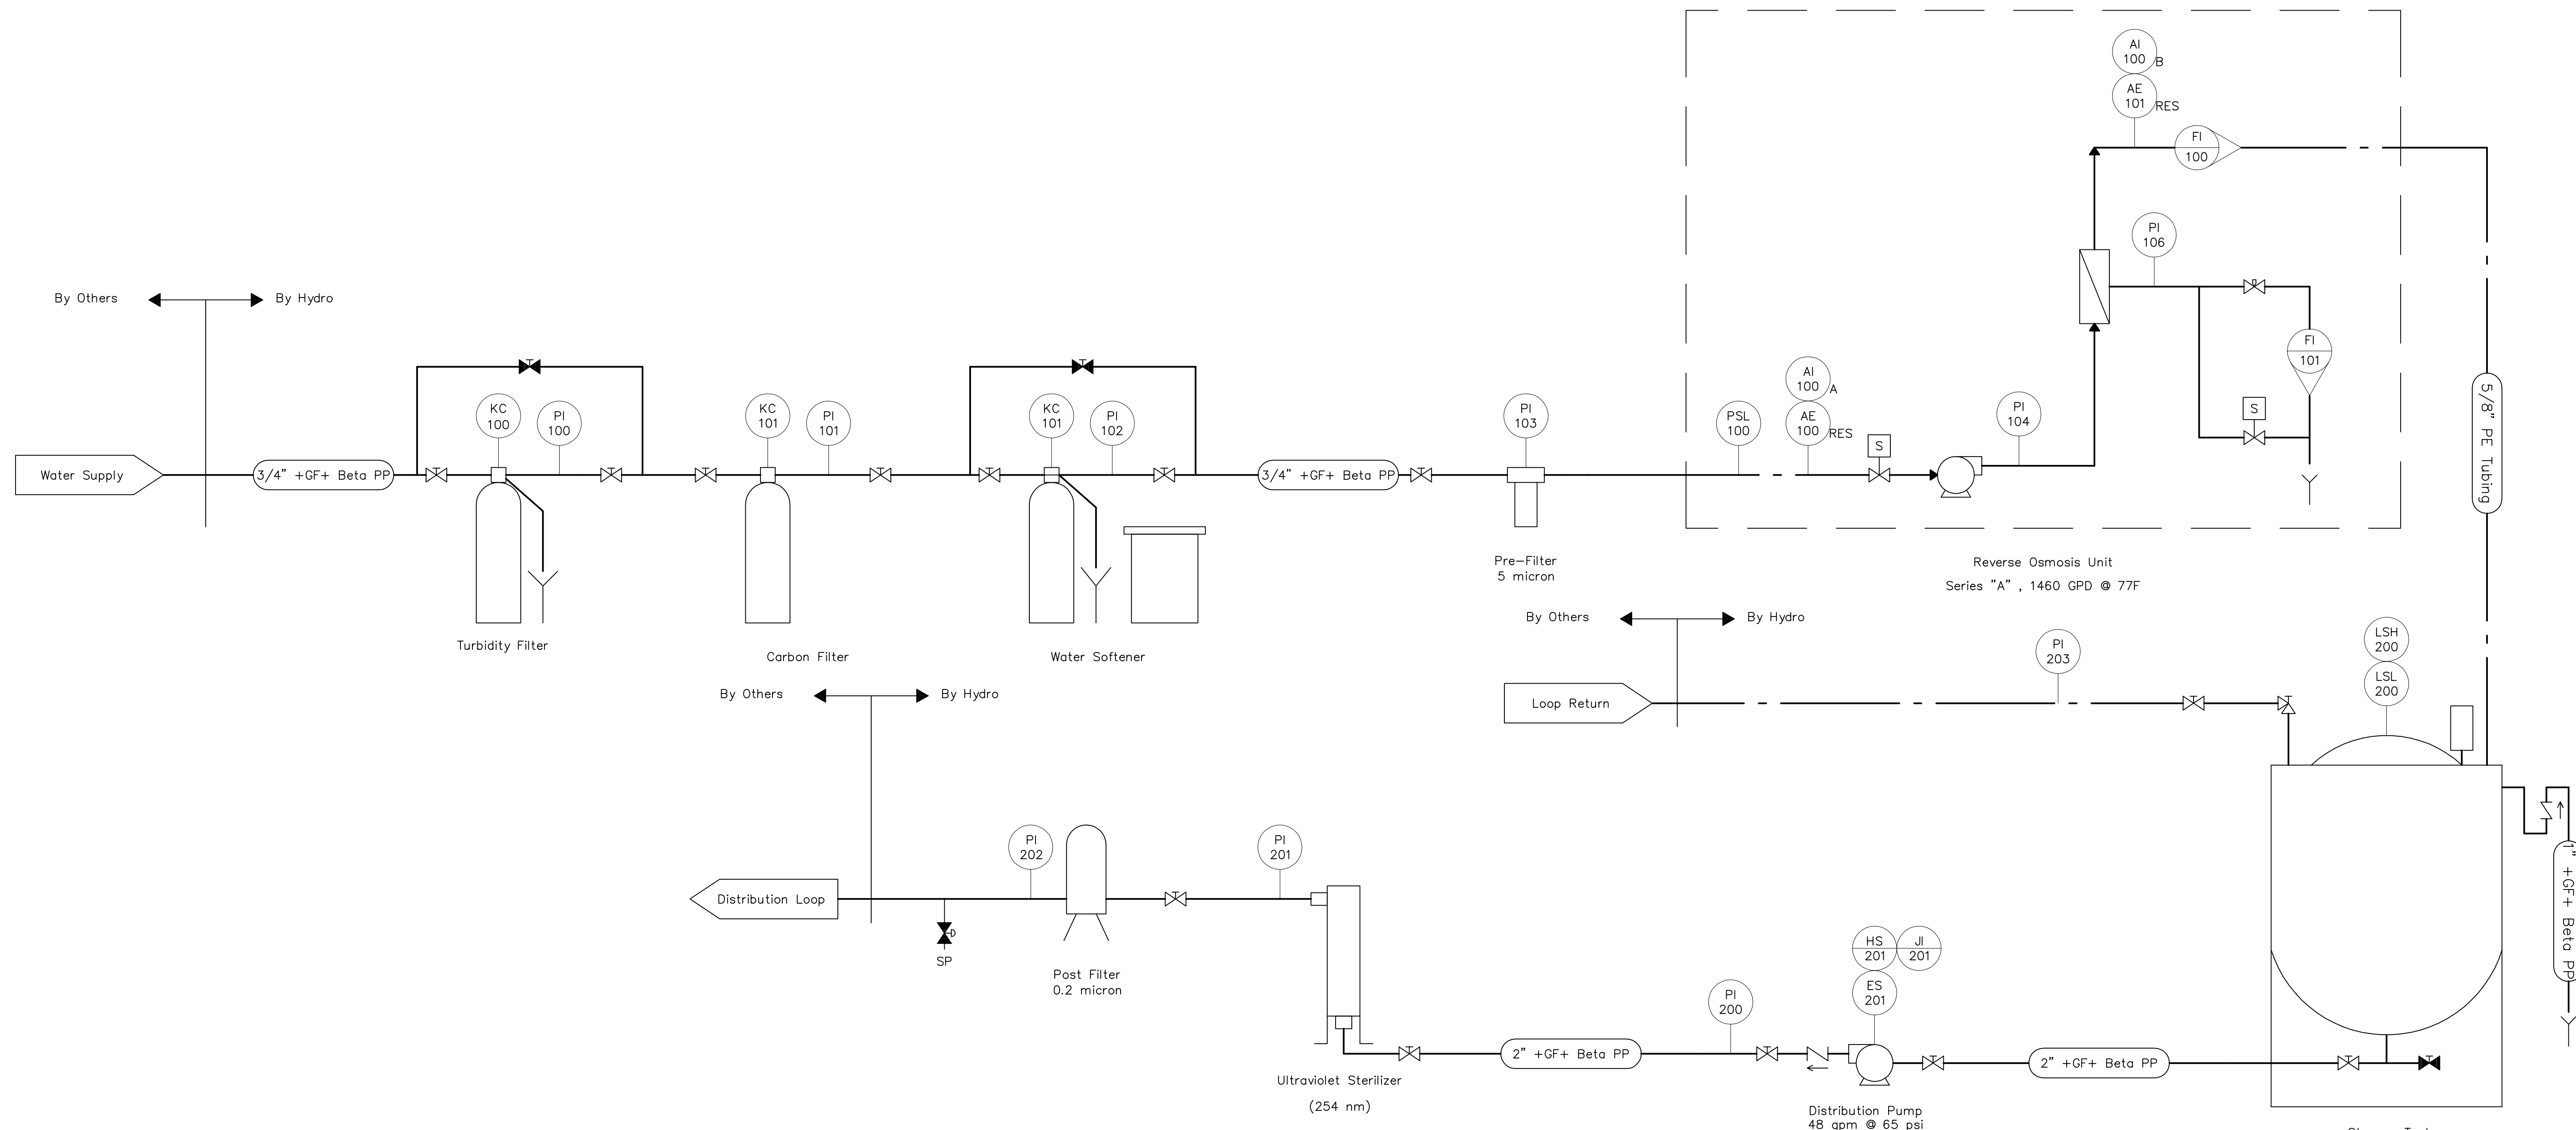 AI
100 B
AE
101 RES
FI
100
PI
106
By Others
By Hydro
FI
101
5/8" PE Tubing
KC
100
PI
100
KC
101
PI
101
KC
101
PI
102
PI
103
PSL
100
AI
100 A
AE
100 RES
S
PI
104
S
Water Supply
3/4" +GF+ Beta PP
3/4" +GF+ Beta PP
Turbidity Filter
Carbon Filter
Water Softener
Pre-Filter
5 micron
Reverse Osmosis Unit
Series "A" , 1460 GPD @ 77F
By Others
By Hydro
PI
203
LSH
200
LSL
200
Loop Return
By Others
By Hydro
PI
202
PI
201
Distribution Loop
SP
Post Filter
0.2 micron
1" +GF+ Beta PP
HS
201
JI
201
ES
201
PI
200
2" +GF+ Beta PP
2" +GF+ Beta PP
Ultraviolet Sterilizer
(254 nm)
Distribution Pump
48 gpm @ 65 psi